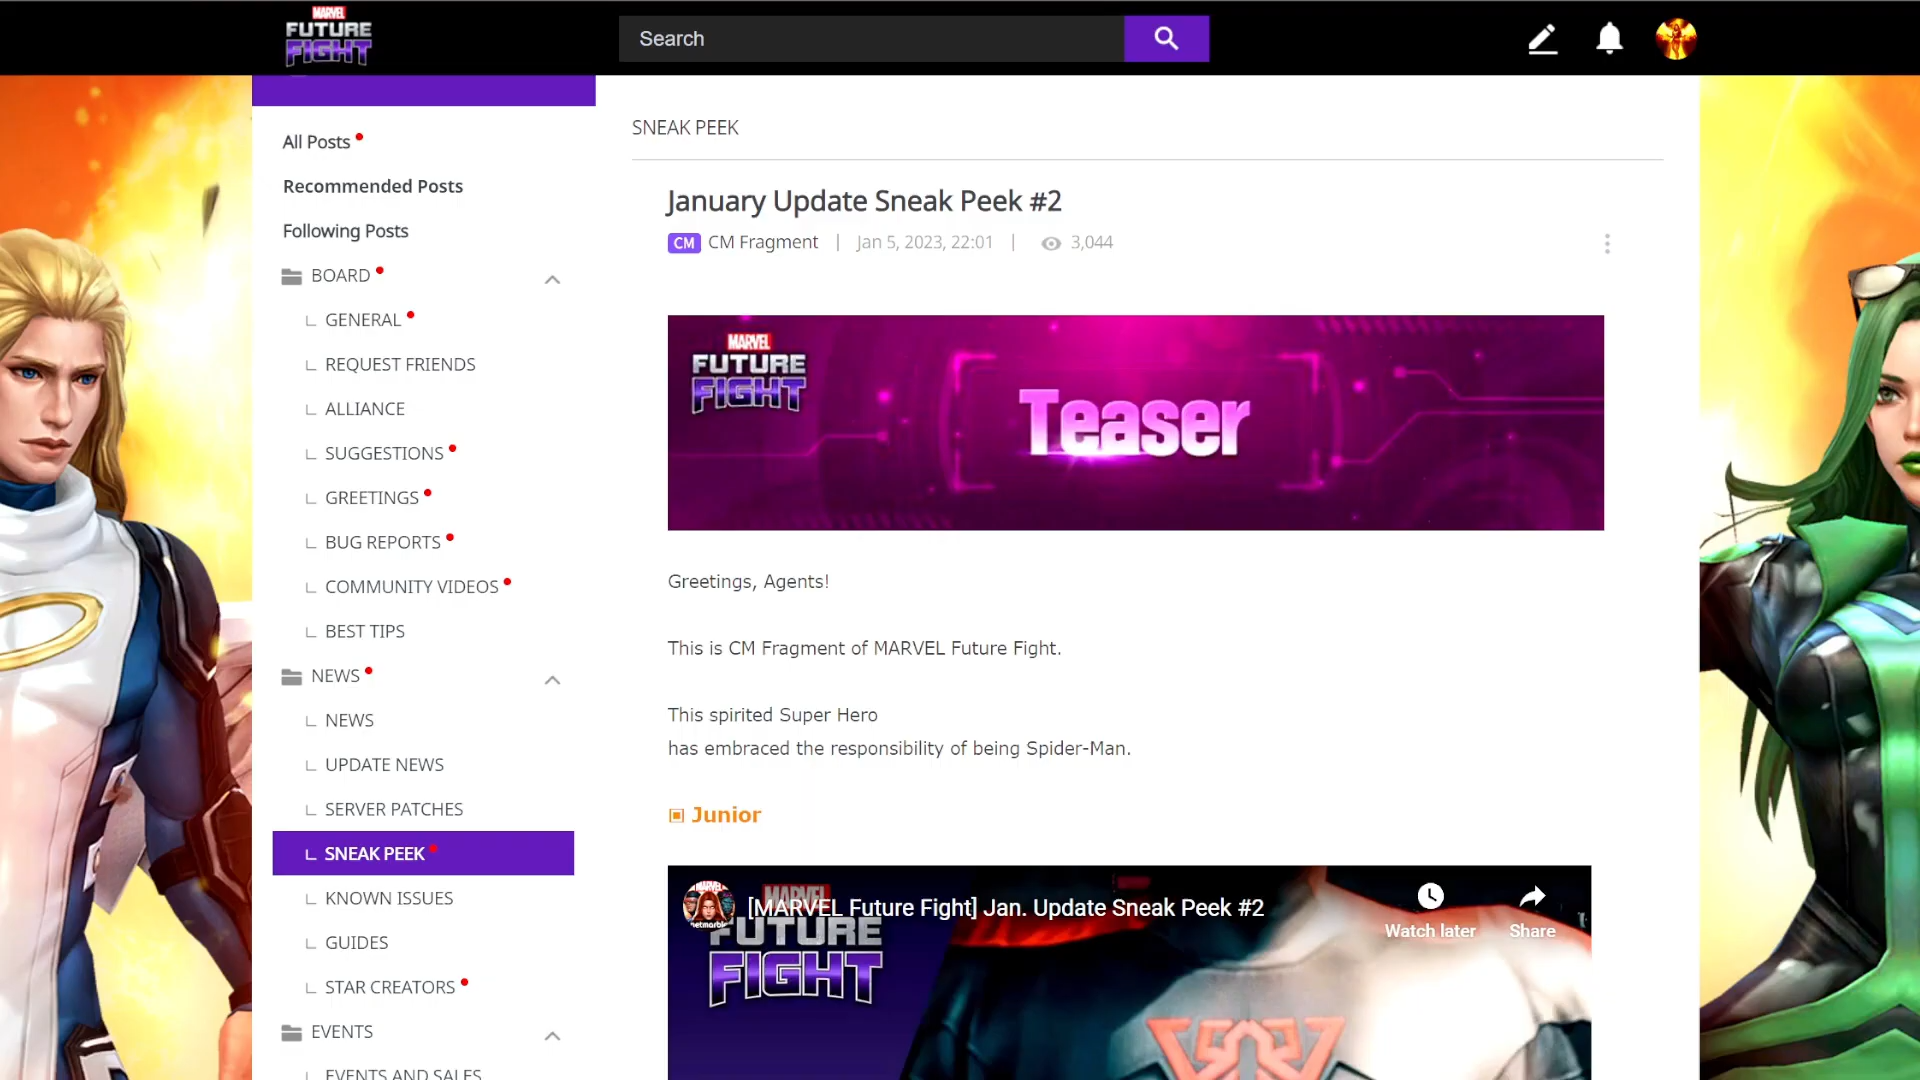 MARVEL
FUTURE
FIGHT
Search
All Posts
Recommended Posts
Following Posts
BOARD
GENERAL
REQUEST FRIENDS
ALLIANCE
SUGGESTIONS
GREETINGS
BUG REPORTS
COMMUNITY VIDEOS
BEST TIPS
NEWS
NEWS
UPDATE NEWS
SERVER PATCHES
SNEAK PEEK
KNOWN ISSUES
GUIDES
STAR CREATORS
EVENTS
EVENTS AND SALES
SNEAK PEEK
January Update Sneak Peek #2
CM CM Fragment | Jan 5, 2023, 22:01 | 3,044
MARVEL
FUTURE
FIGHT
Teaser
Greetings, Agents!
This is CM Fragment of MARVEL Future Fight.
This spirited Super Hero
has embraced the responsibility of being Spider-Man.
Junior
[MARVEL Future Fight] Jan. Update Sneak Peek #2
Watch later
Share
MARVEL
netmarble
MARVEL
FUTURE
FIGHT